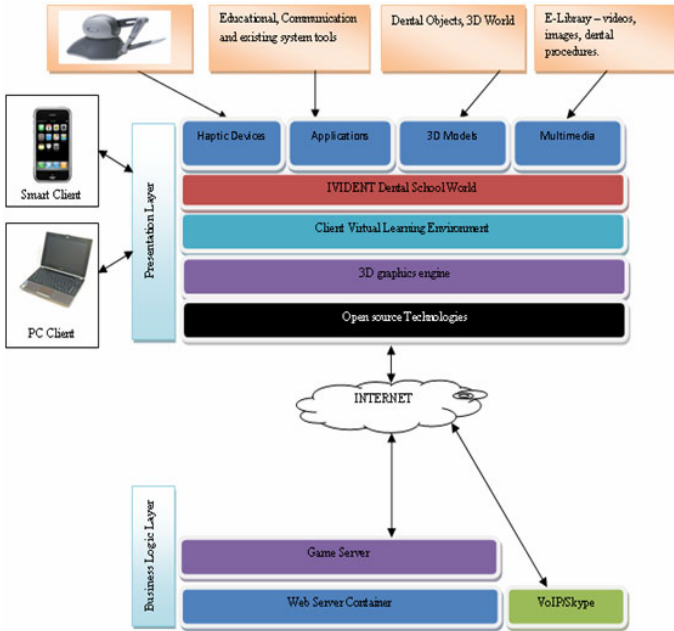 Educational, Communication
and existing system tools
Dental Objects, 3D World
E-Library – videos,
images, dental
procedures.
Haptic Devices
Applications
3D Models
Multimedia
Smart Client
PC Client
Presentation Layer
IVIDENT Dental School World
Client Virtual Learning Environment
3D graphics engine
Open source Technologies
INTERNET
Business Logic Layer
Game Server
Web Server Container
VoIP/Skype